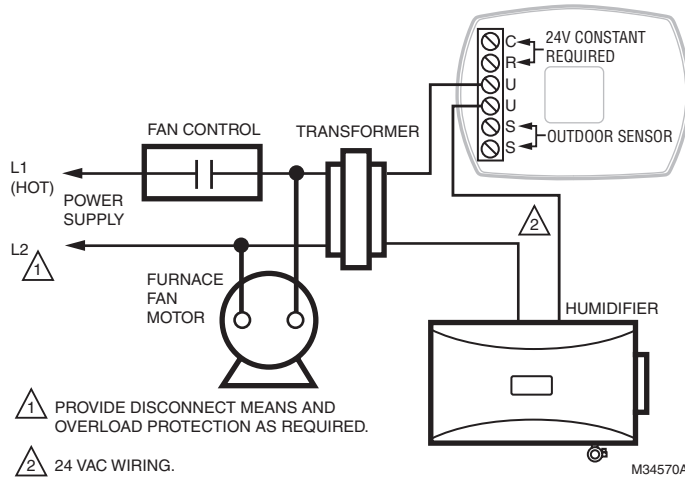 C
24V CONSTANT
R
REQUIRED
U
U
S
OUTDOOR SENSOR
S
FAN CONTROL
TRANSFORMER
L1
(HOT)
POWER
SUPPLY
L2
1
2
FURNACE
FAN
MOTOR
HUMIDIFIER
1 PROVIDE DISCONNECT MEANS AND
OVERLOAD PROTECTION AS REQUIRED.
2 24 VAC WIRING.
M34570A